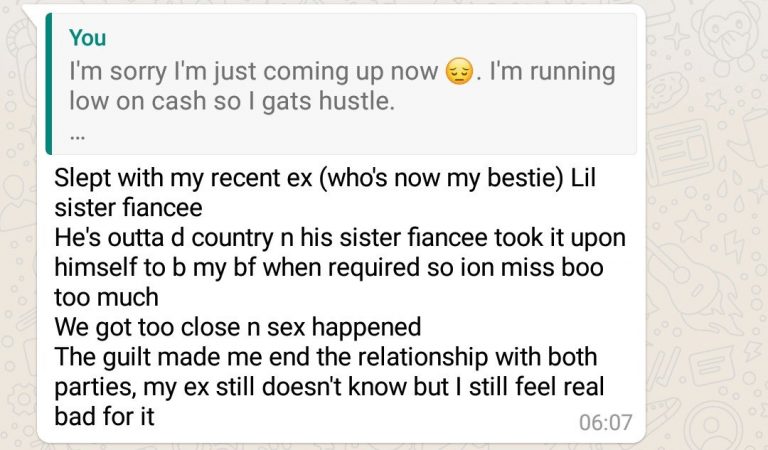 You
I'm sorry I'm just coming up now 😔. I'm running
low on cash so I gats hustle.
...
Slept with my recent ex (who's now my bestie) Lil
sister fiancee
He's outta d country n his sister fiancee took it upon
himself to b my bf when required so ion miss boo
too much
We got too close n sex happened
The guilt made me end the relationship with both
parties, my ex still doesn't know but I still feel real
bad for it
06:07